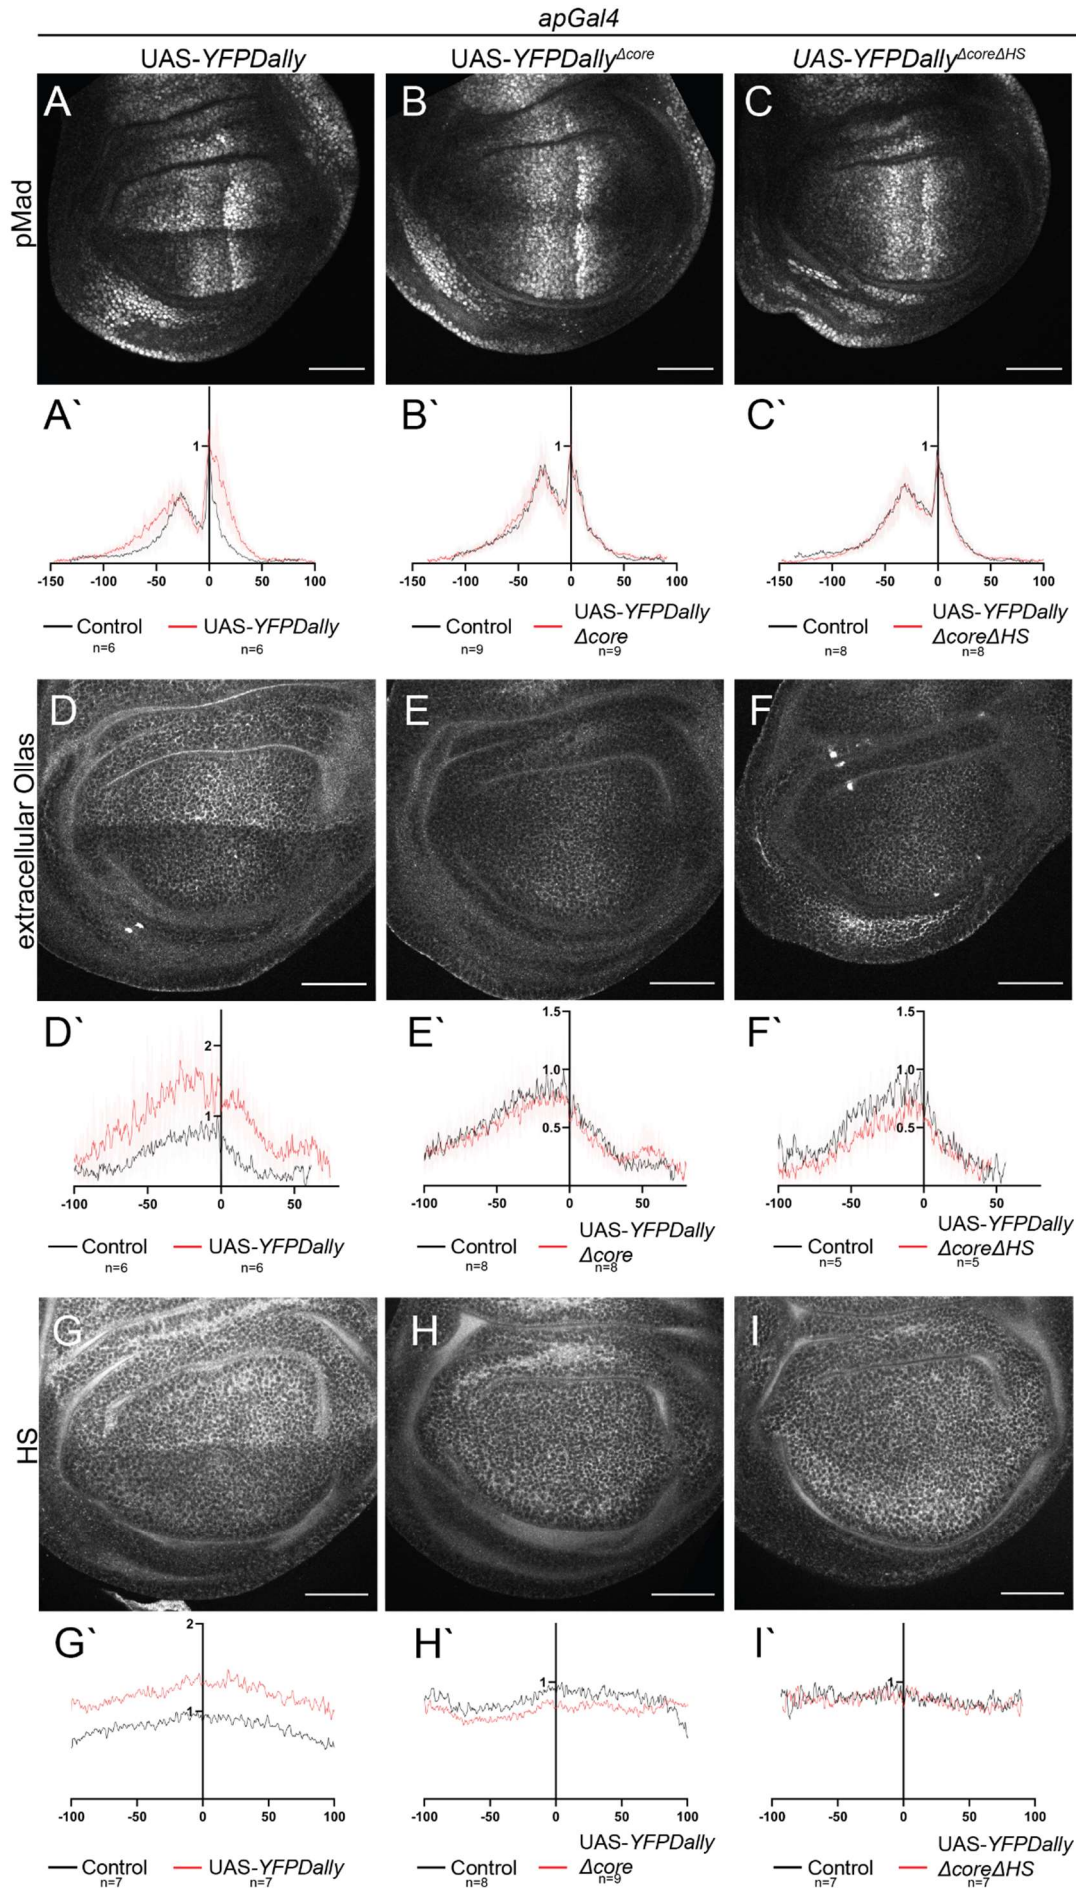 apGal4
UAS-YFPDally UAS-YFPDally^Δcore UAS-YFPDally^ΔcoreΔHS
pMad
A B C
A` B` C`
1 1 1
-150 -100 -50 0 50 100 -150 -100 -50 0 50 100 -150 -100 -50 0 50 100
Control UAS-YFPDally Control UAS-YFPDally Δcore Control UAS-YFPDally ΔcoreΔHS
n=6 n=6 n=9 n=9 n=8 n=8
extracellular Ollas
D E F
D` E` F`
2 1.5 1.5
1 1.0 1.0
0.5 0.5
-100 -50 0 50 -100 -50 0 50 -100 -50 0 50
Control UAS-YFPDally Control UAS-YFPDally Δcore Control UAS-YFPDally ΔcoreΔHS
n=6 n=6 n=8 n=8 n=5 n=5
HS
G H I
G` H` I`
2
1 1 1
-100 -50 0 50 100 -100 -50 0 50 100 -100 -50 0 50 100
Control UAS-YFPDally Control UAS-YFPDally Δcore Control UAS-YFPDally ΔcoreΔHS
n=7 n=7 n=8 n=9 n=7 n=7